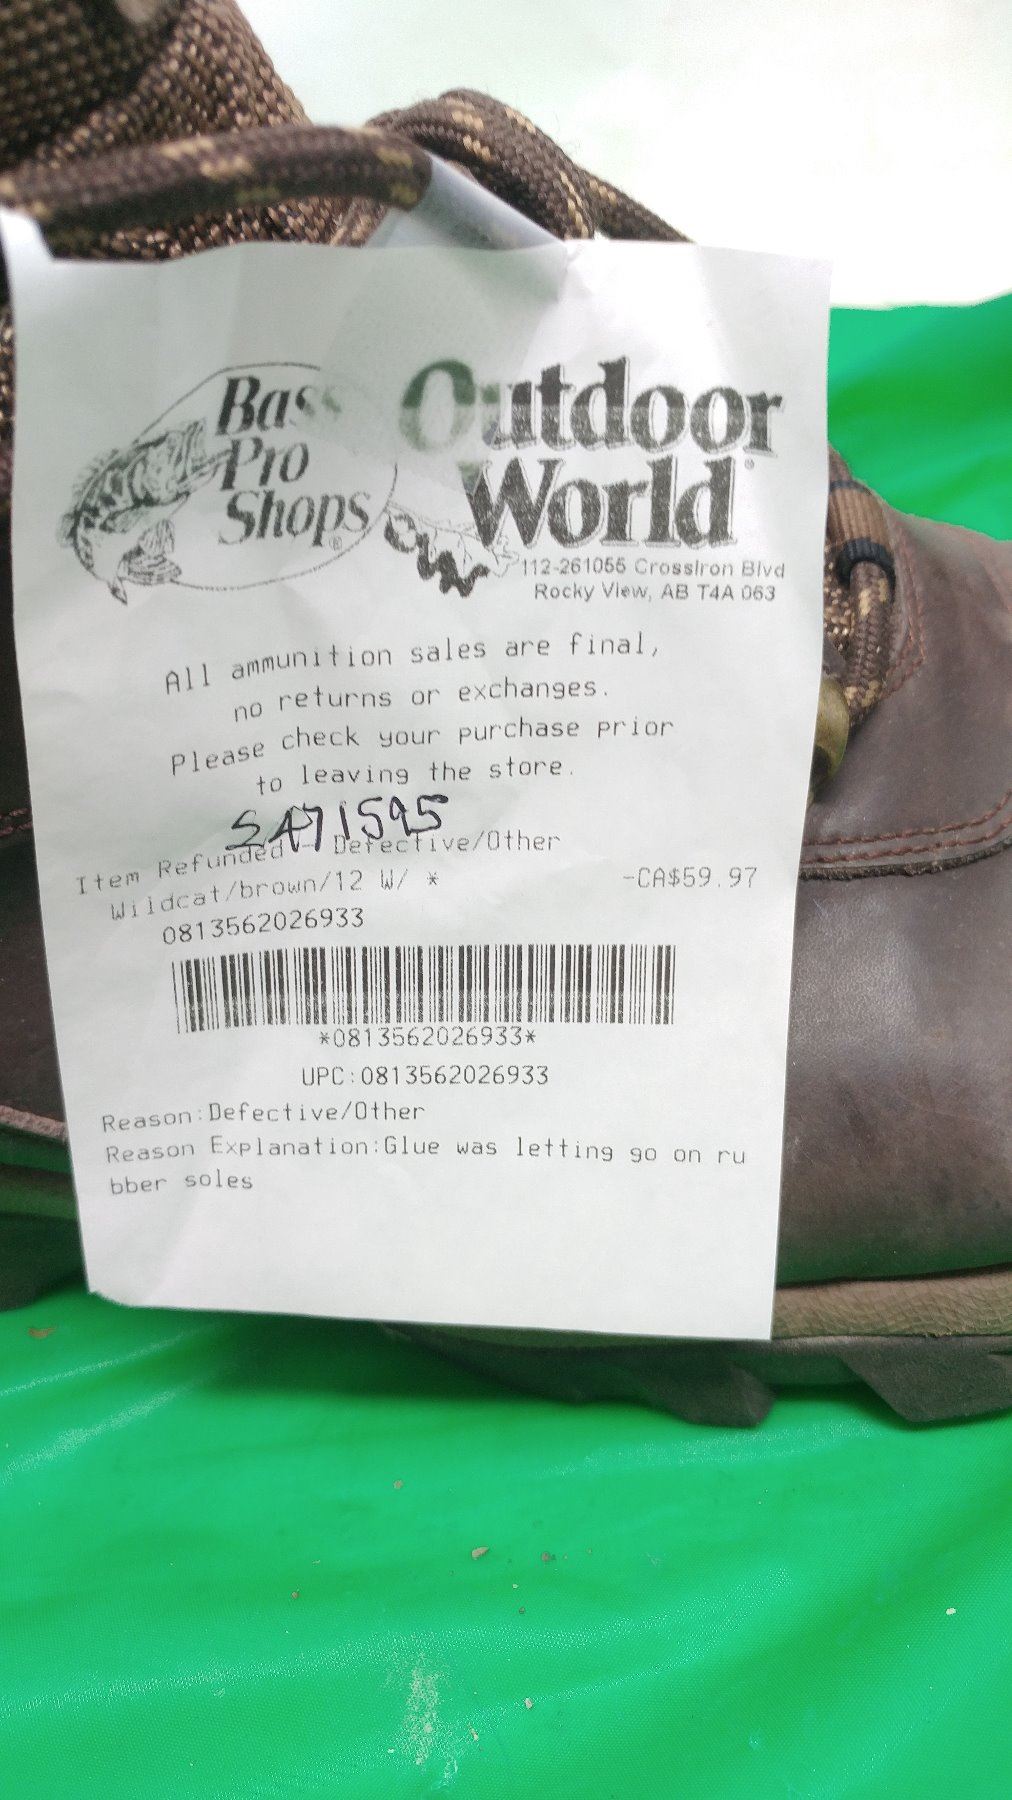 Bass
Pro
Shops®
Outdoor
World®
112-261055 CrossIron Blvd
Rocky View, AB T4A 063
All ammunition sales are final,
no returns or exchanges.
Please check your purchase prior
to leaving the store.
SA71595
Item Refunded - Defective/Other
Wildcat/brown/12 W/ * -CA$59.97
0813562026933
*0813562026933*
UPC:0813562026933
Reason:Defective/Other
Reason Explanation:Glue was letting go on ru
bber soles